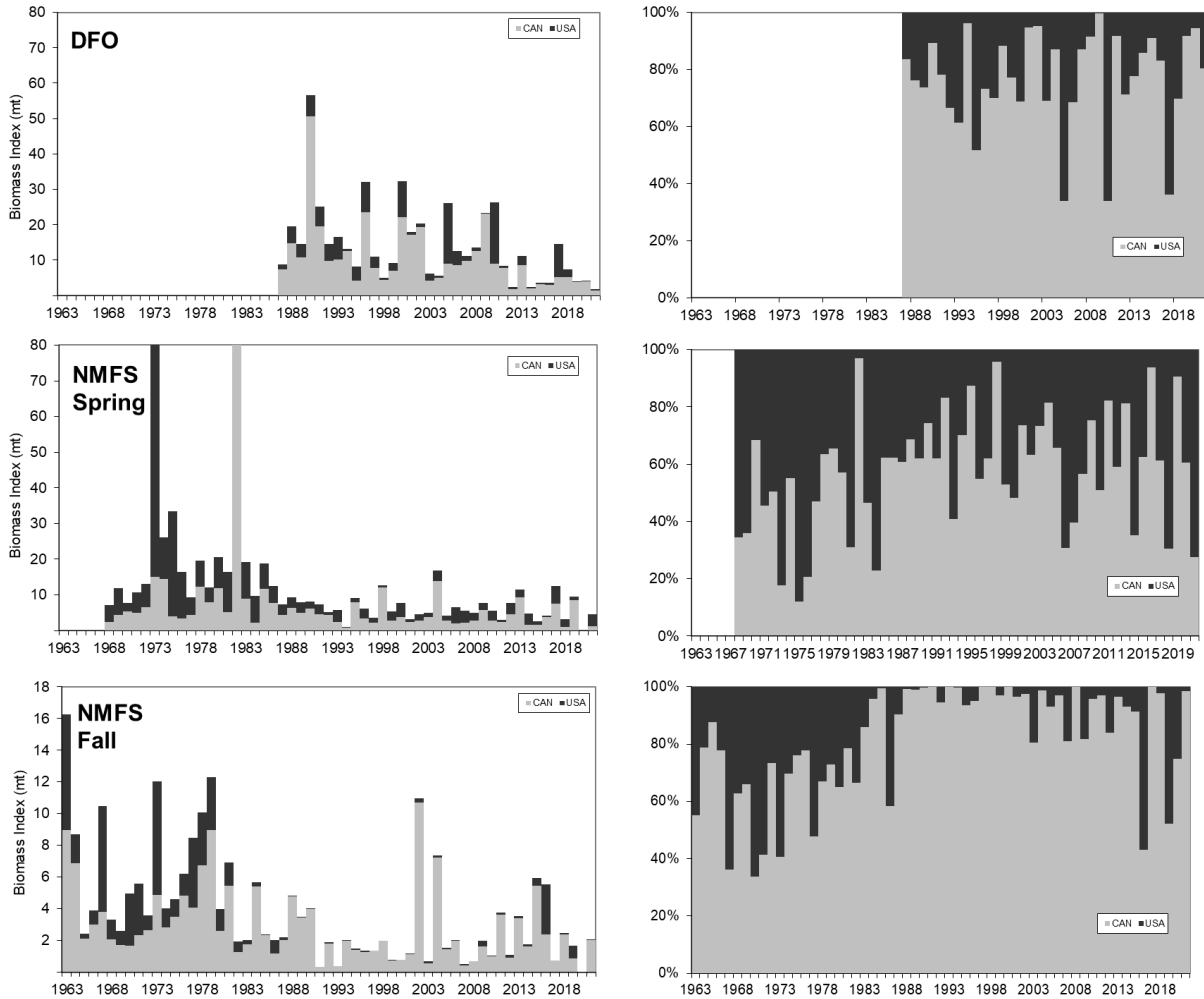 80
70
60
50
40
30
20
10
Biomass Index (mt)
DFO
CAN USA
1963 1968 1973 1978 1983 1988 1993 1998 2003 2008 2013 2018
100%
80%
60%
40%
20%
0%
CAN USA
1963 1968 1973 1978 1983 1988 1993 1998 2003 2009 2013 2018
80
70
60
50
40
30
20
10
Biomass Index (mt)
NMFS
Spring
CAN USA
1963 1968 1973 1978 1983 1988 1993 1998 2003 2008 2013 2018
100%
80%
60%
40%
20%
0%
CAN USA
1963 1967 1971 1975 1979 1983 1987 1991 1995 1999 2003 2007 2011 2015 2019
18
16
14
12
10
8
6
4
2
Biomass Index (mt)
NMFS
Fall
CAN USA
1963 1968 1973 1978 1983 1988 1993 1998 2003 2008 2013 2018
100%
80%
60%
40%
20%
0%
CAN USA
1963 1968 1973 1978 1983 1988 1993 1998 2003 2008 2013 2018